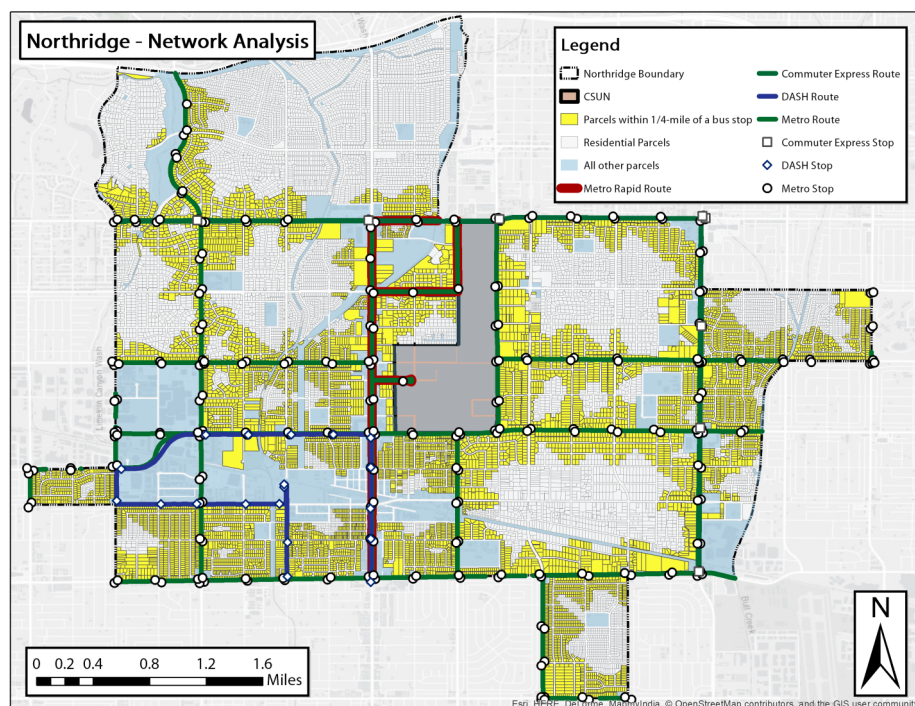 Northridge - Network Analysis
Legend
Northridge Boundary
CSUN
Parcels within 1/4-mile of a bus stop
Residential Parcels
All other parcels
Metro Rapid Route
Commuter Express Route
DASH Route
Metro Route
Commuter Express Stop
DASH Stop
Metro Stop
Bull Creek
N
0 0.2 0.4 0.8 1.2 1.6
Miles
Esri, HERE, DeLorme, MapmyIndia, © OpenStreetMap contributors, and the GIS user community